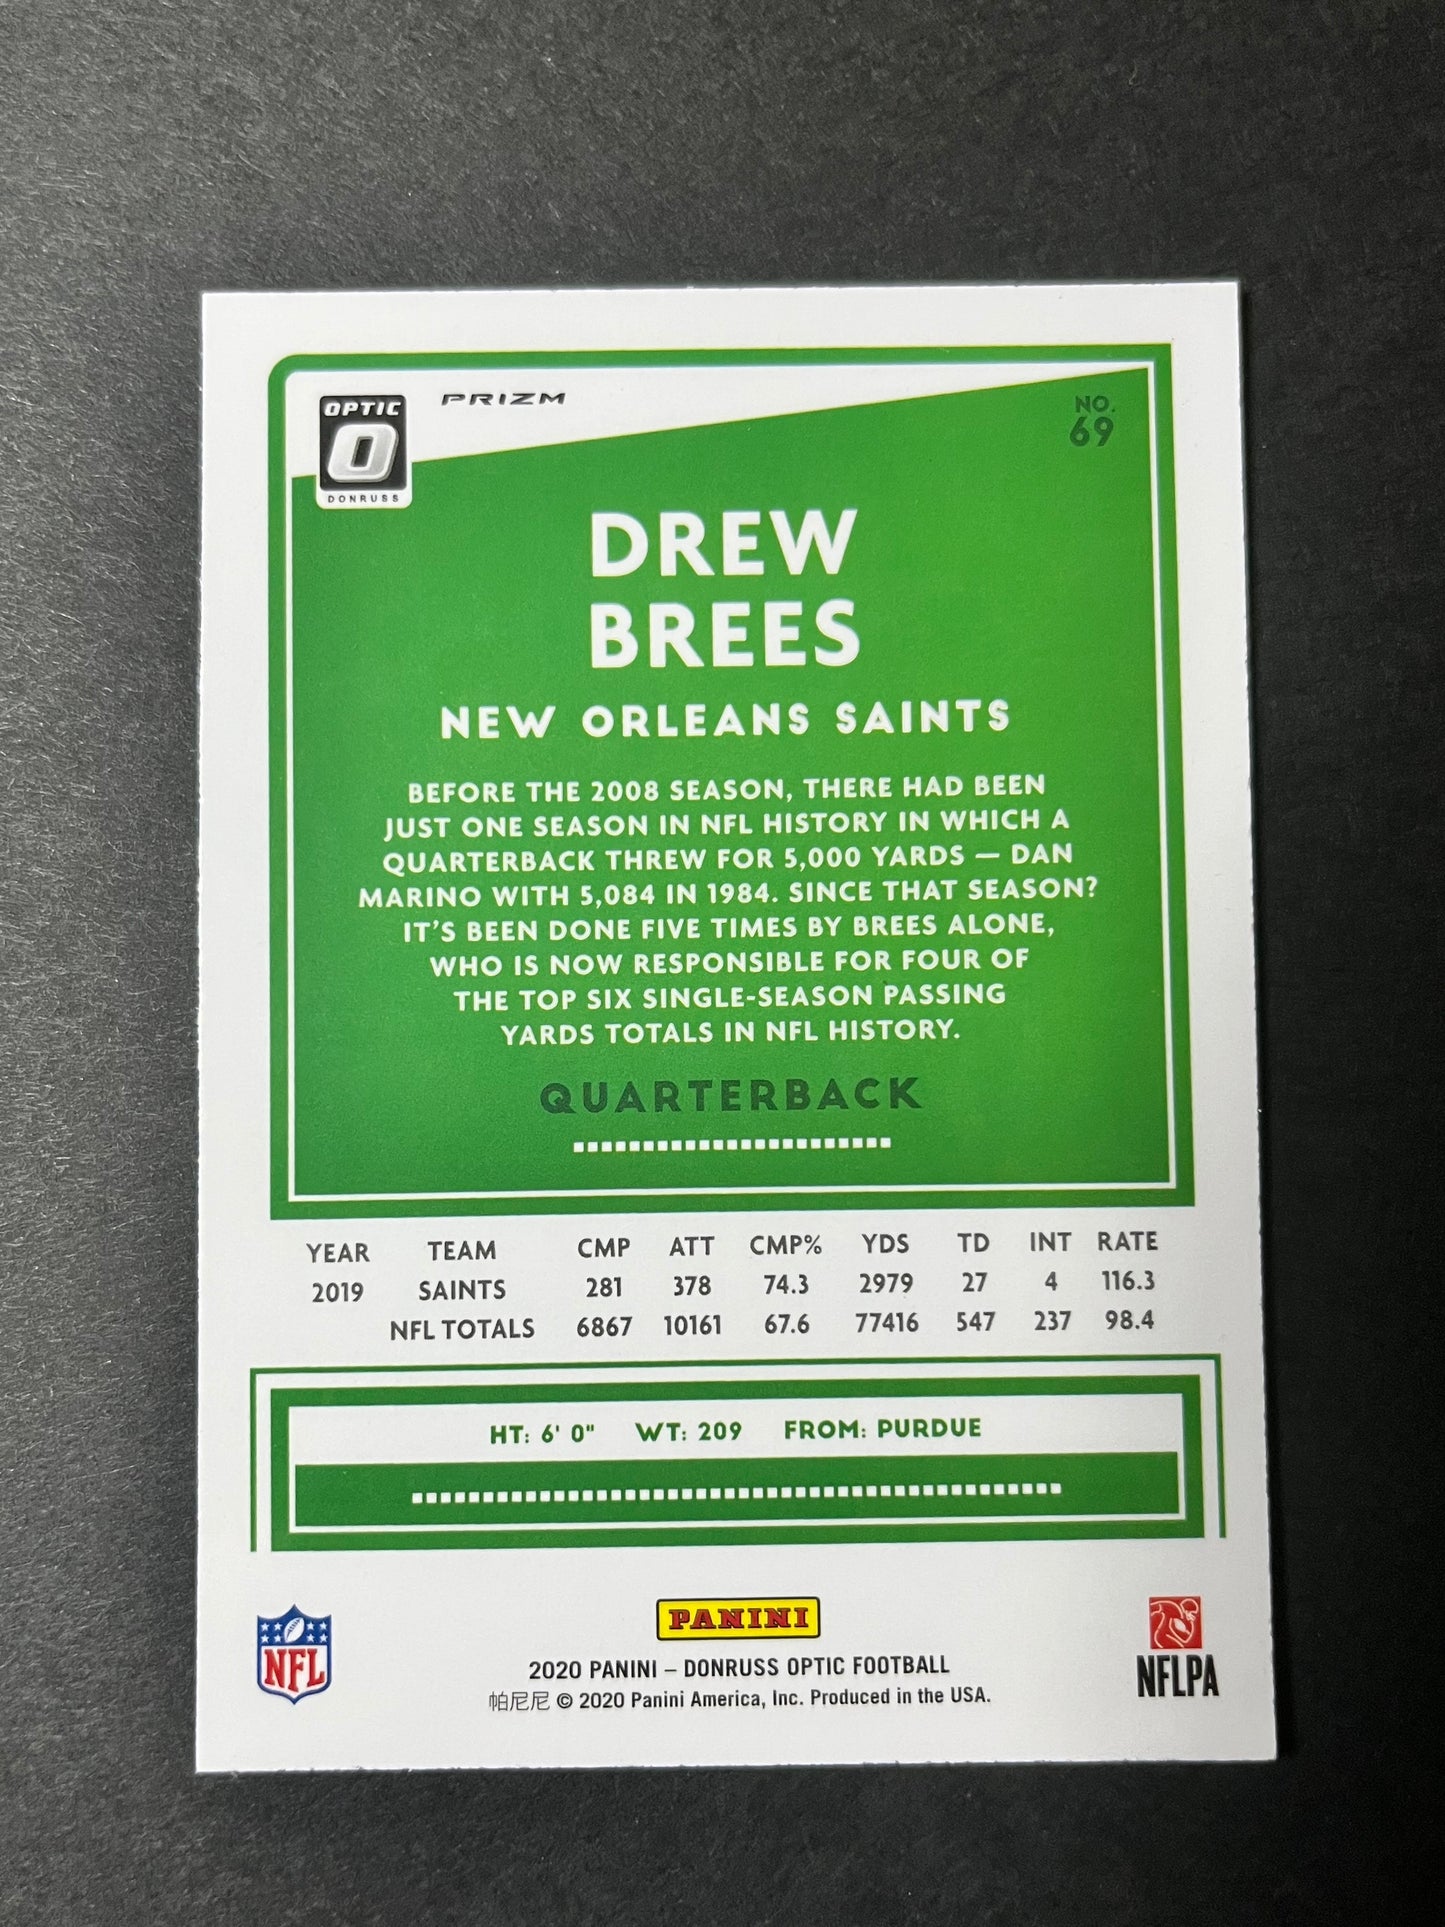 OPTIC
O
DONRUSS
PRIZM
NO.
69
DREW
BREES
NEW ORLEANS SAINTS
BEFORE THE 2008 SEASON, THERE HAD BEEN
JUST ONE SEASON IN NFL HISTORY IN WHICH A
QUARTERBACK THREW FOR 5,000 YARDS — DAN
MARINO WITH 5,084 IN 1984. SINCE THAT SEASON?
IT'S BEEN DONE FIVE TIMES BY BREES ALONE,
WHO IS NOW RESPONSIBLE FOR FOUR OF
THE TOP SIX SINGLE-SEASON PASSING
YARDS TOTALS IN NFL HISTORY.
QUARTERBACK
YEAR TEAM CMP ATT CMP% YDS TD INT RATE
2019 SAINTS 281 378 74.3 2979 27 4 116.3
NFL TOTALS 6867 10161 67.6 77416 547 237 98.4
HT: 6' 0" WT: 209 FROM: PURDUE
NFL
PANINI
2020 PANINI – DONRUSS OPTIC FOOTBALL
帕尼尼 © 2020 Panini America, Inc. Produced in the USA.
NFLPA